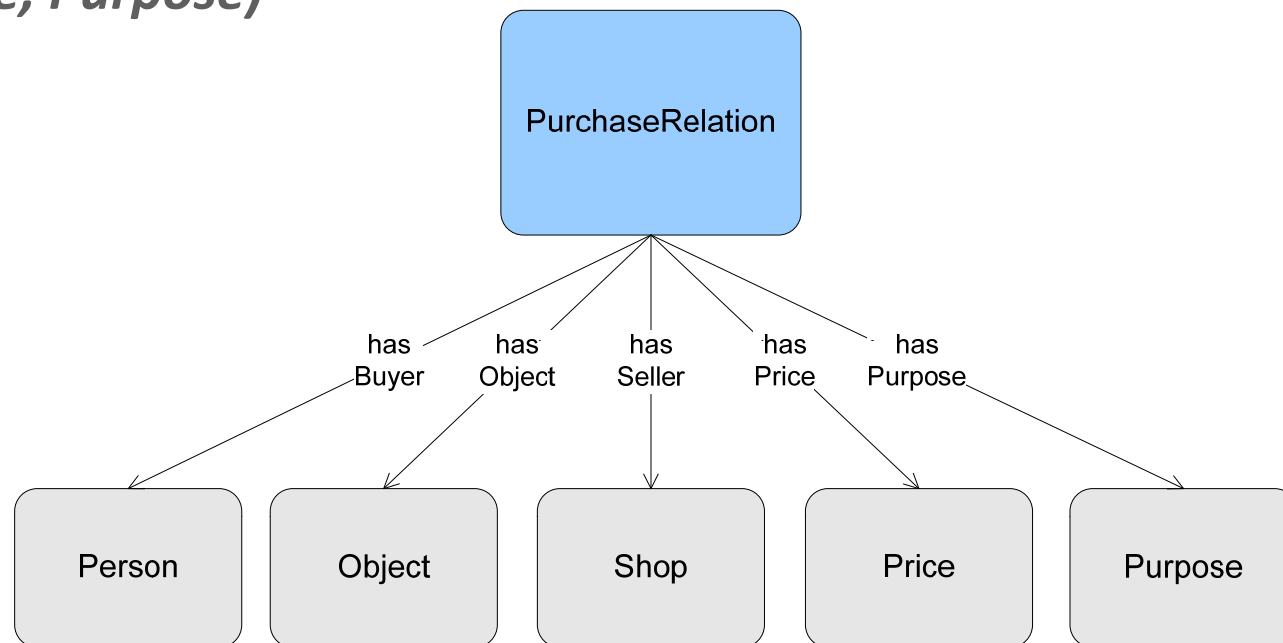 e, Purpose)
PurchaseRelation
has
Buyer
has
Object
has
Seller
has
Price
has
Purpose
Person
Object
Shop
Price
Purpose